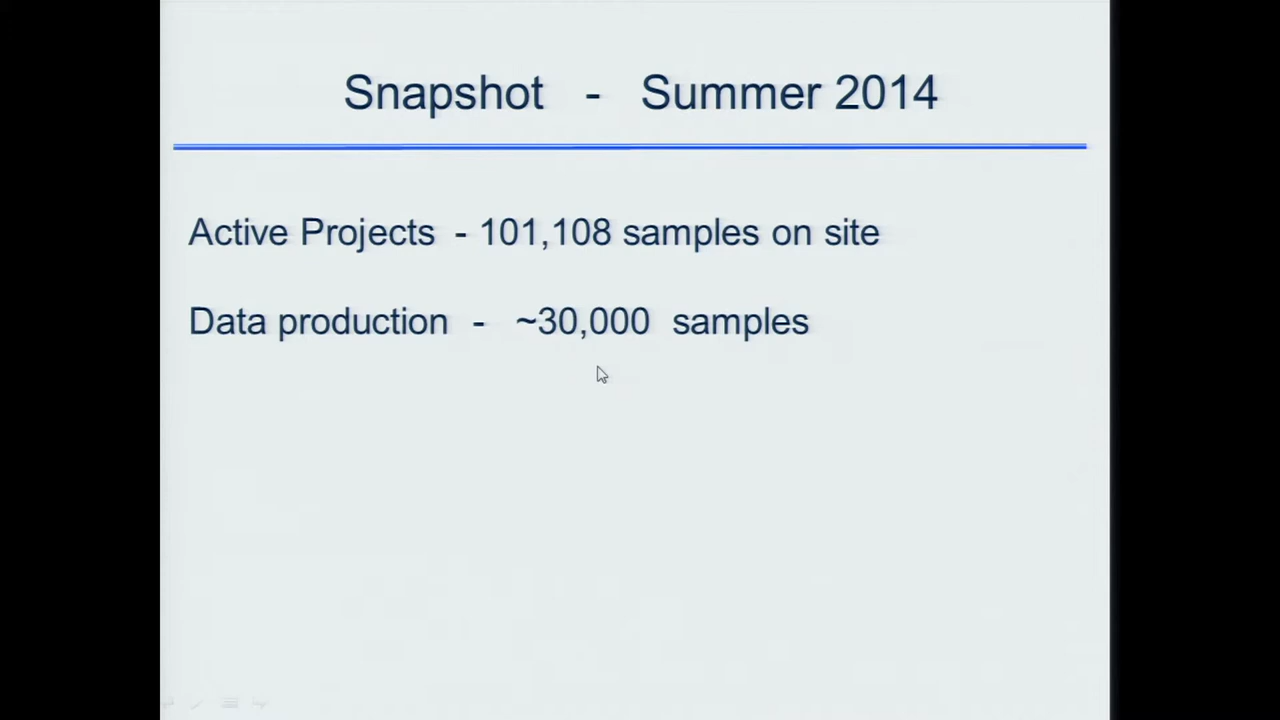 Snapshot - Summer 2014
Active Projects - 101,108 samples on site
Data production - ~30,000 samples